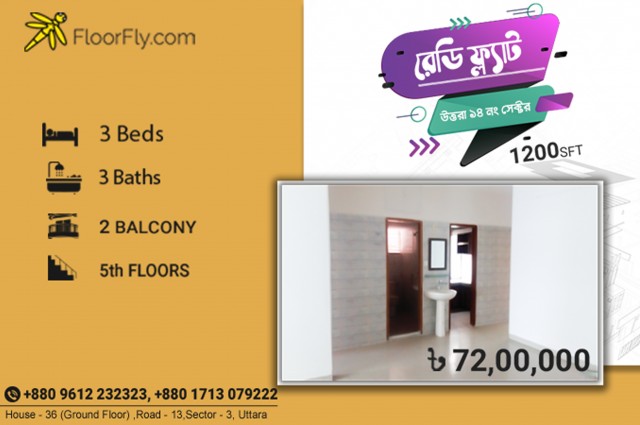 FloorFly.com
রেডি ফ্ল্যাট
উত্তরা ১৪ নং সেক্টর
1200SFT
3 Beds
3 Baths
2 BALCONY
5th FLOORS
৳ 72,00,000
+880 9612 232323, +880 1713 079222
House - 36 (Ground Floor) ,Road - 13,Sector - 3, Uttara